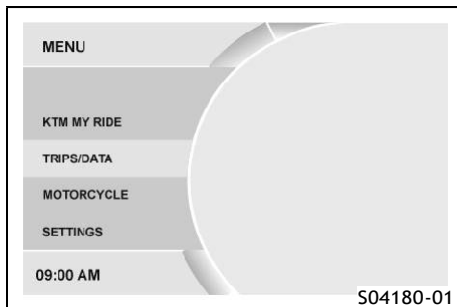 MENU
KTM MY RIDE
TRIPS/DATA
MOTORCYCLE
SETTINGS
09:00 AM
S04180-01